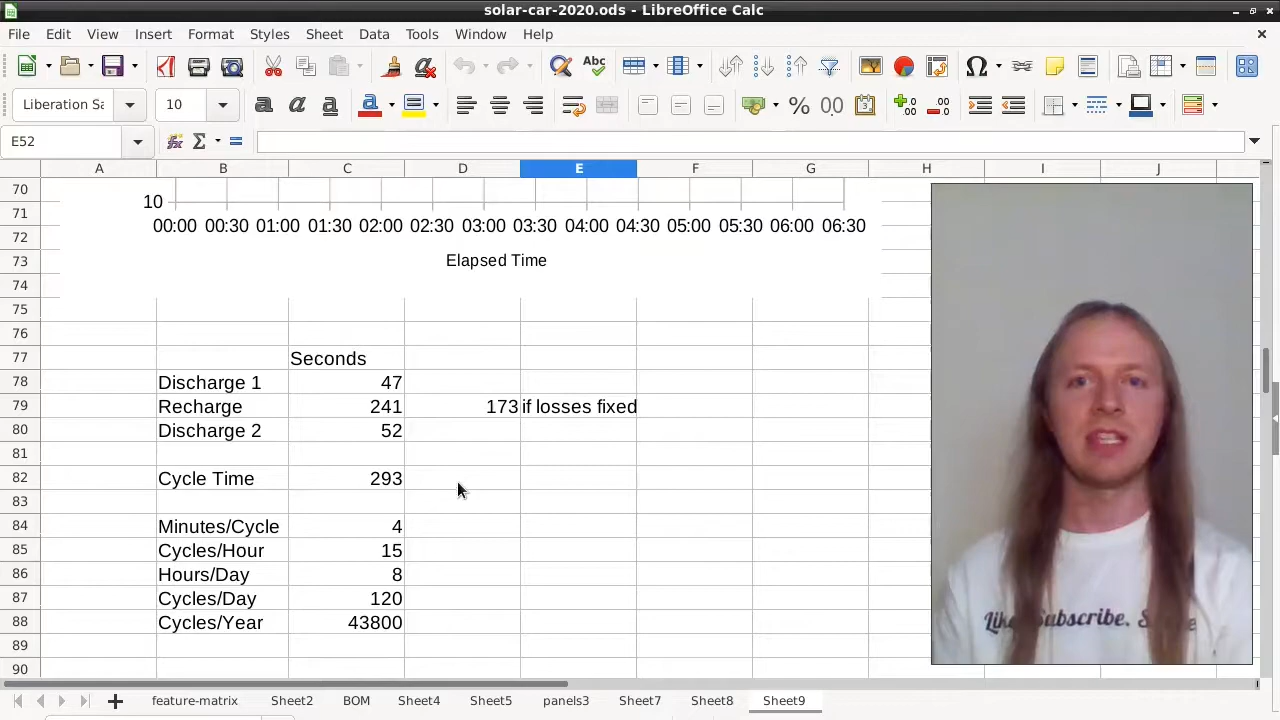 solar-car-2020.ods - LibreOffice Calc
File Edit View Insert Format Styles Sheet Data Tools Window Help
Abc
Liberation Sa 10
a a a a
% 00
E52
A B C D E F G H I J
70 10
71 00:00 00:30 01:00 01:30 02:00 02:30 03:00 03:30 04:00 04:30 05:00 05:30 06:00 06:30
72
73 Elapsed Time
74
75
76
77 Seconds
78 Discharge 1 47
79 Recharge 241 173 if losses fixed
80 Discharge 2 52
81
82 Cycle Time 293
83
84 Minutes/Cycle 4
85 Cycles/Hour 15
86 Hours/Day 8
87 Cycles/Day 120
88 Cycles/Year 43800
89
90
Subscribe.
feature-matrix Sheet2 BOM Sheet4 Sheet5 panels3 Sheet7 Sheet8 Sheet9